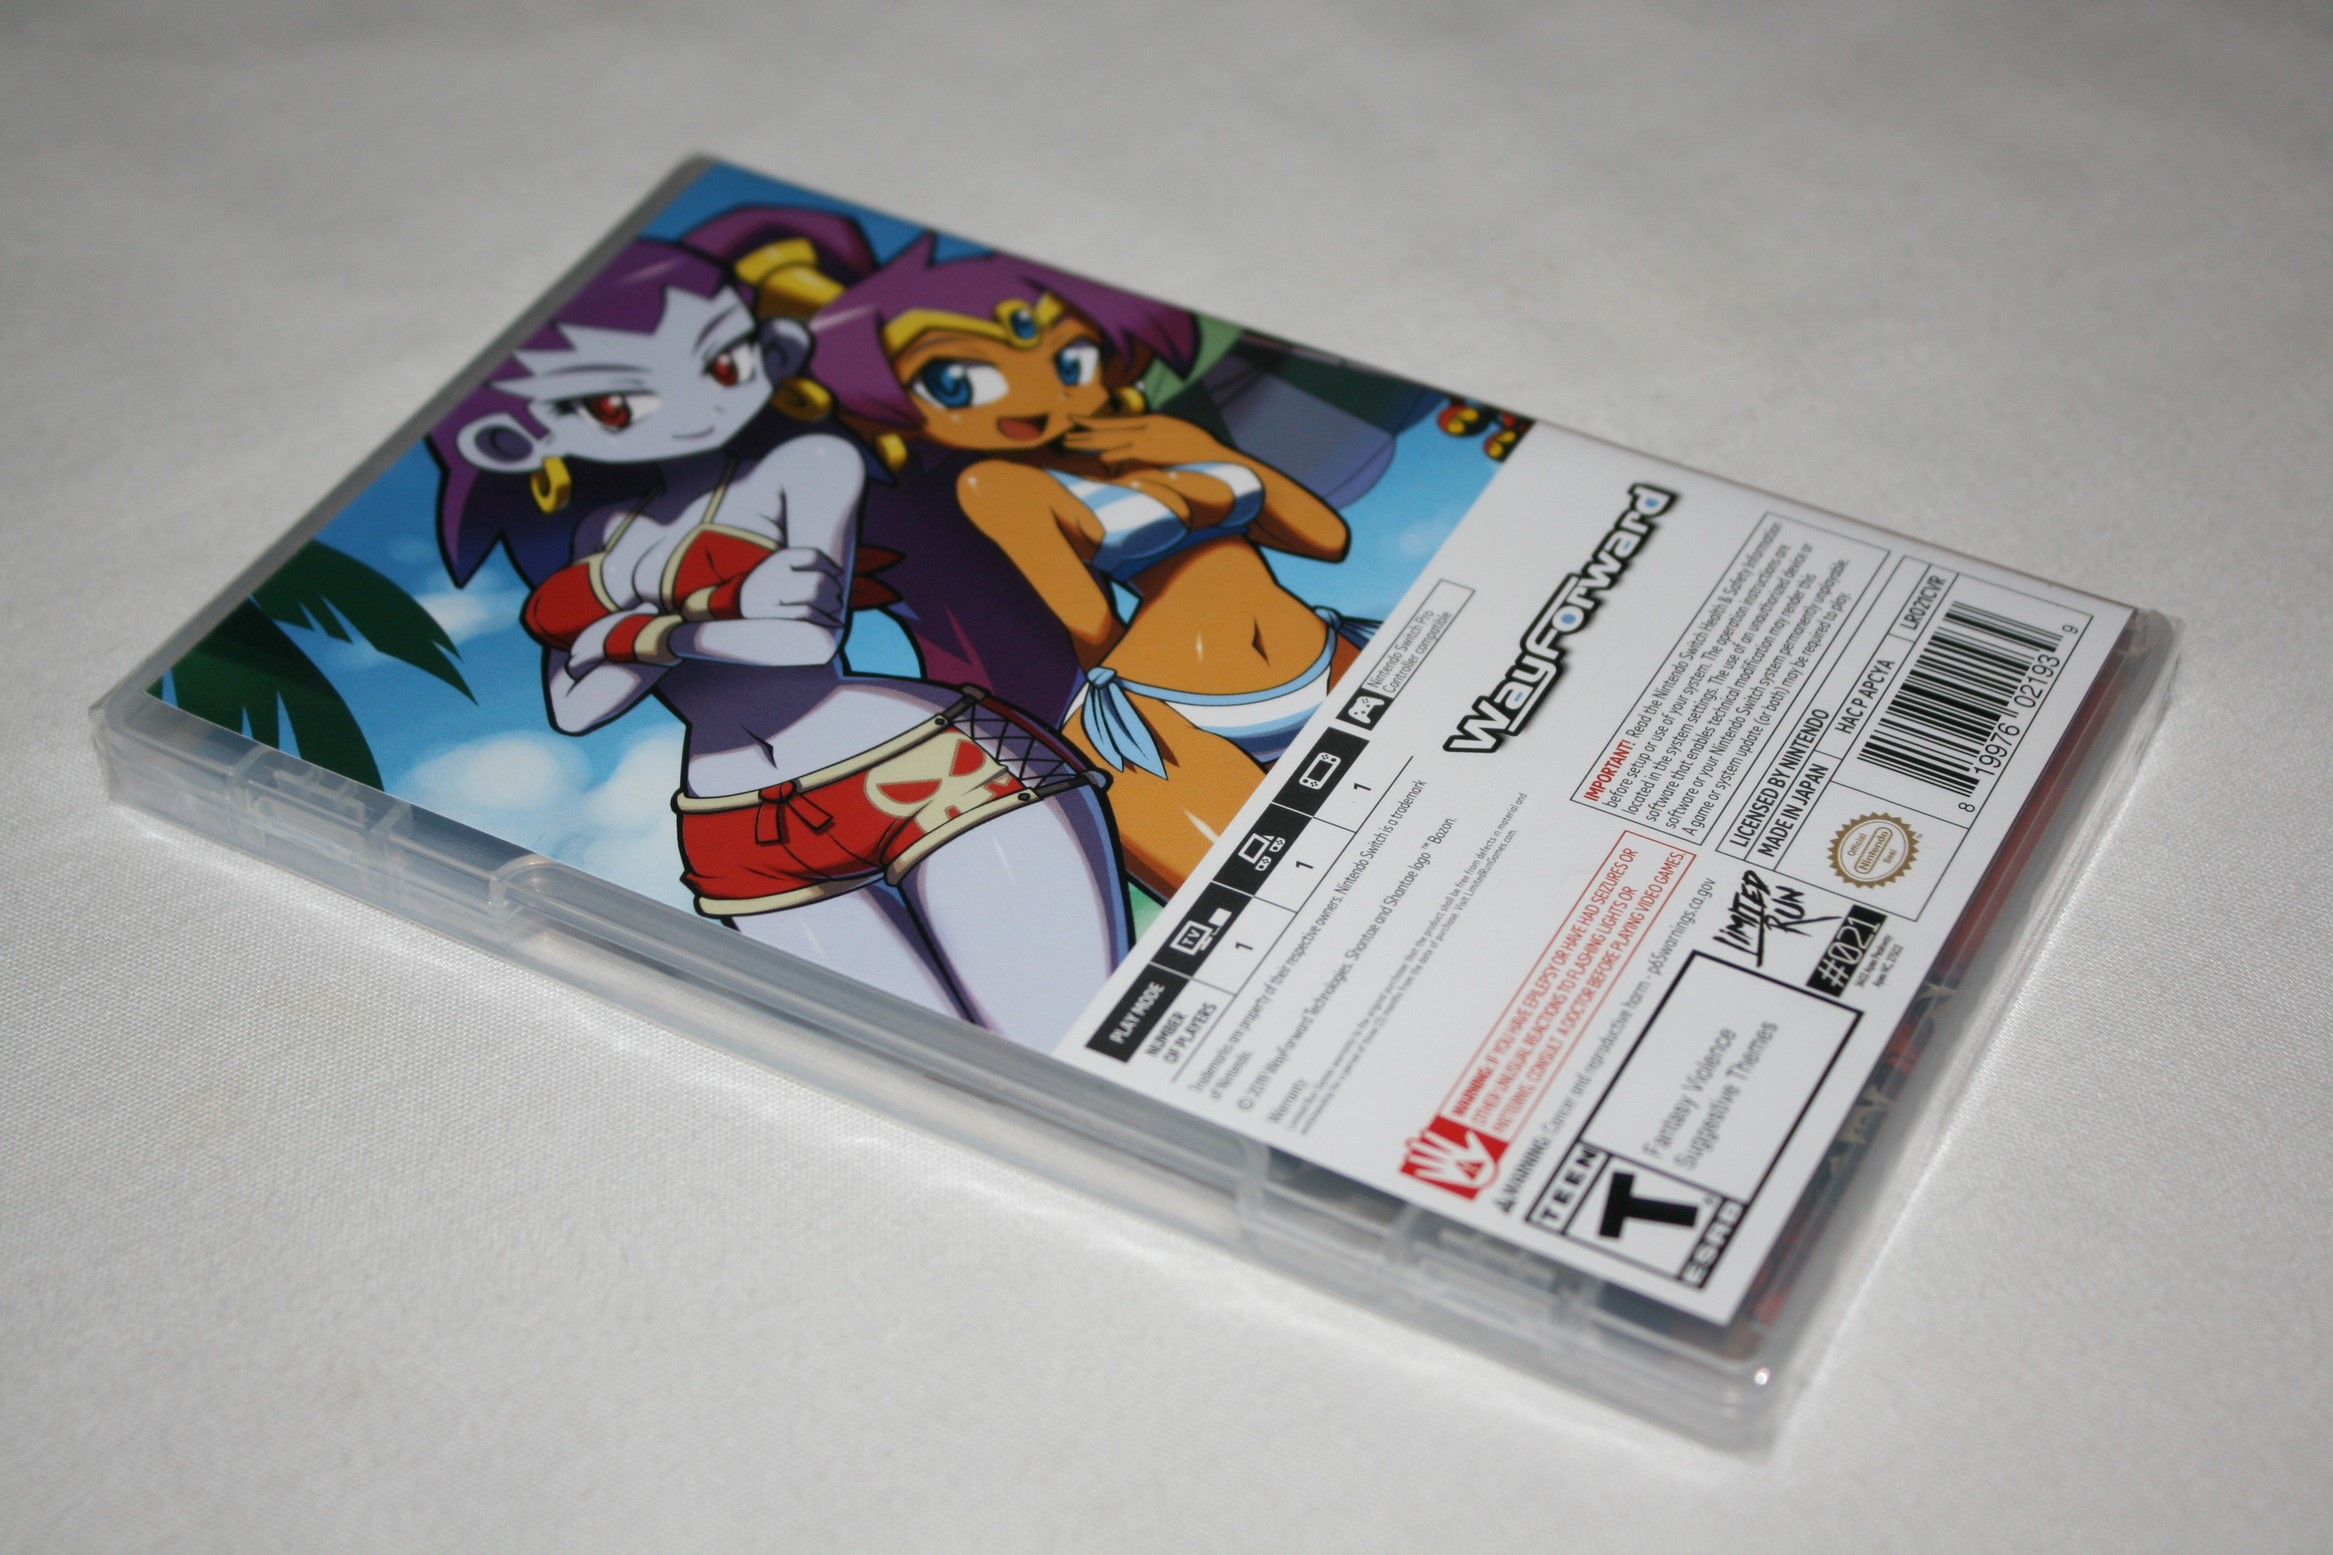 PLAY MODE
NUMBER
OF PLAYERS
TV
1
1
1
Nintendo Switch Pro
Controller compatible
WayForward
Trademarks are property of their respective owners. Nintendo Switch is a trademark
of Nintendo.
WayForward Technologies. Shantae and Shantae logo ™ Bozon.
Warranty
IMPORTANT! Read the Nintendo Switch Health & Safety information
before setup or use of your system. The operation instructions are
located in the system settings. The use of an unauthorized device or
software that enables technical modification may render this
software or your Nintendo Switch system permanently unplayable.
A game or system update (or both) may be required to play.
WARNING: IF YOU HAVE EPILEPSY OR HAVE HAD SEIZURES OR
OTHER UNUSUAL REACTIONS TO FLASHING LIGHTS OR
PATTERNS, CONSULT A DOCTOR BEFORE PLAYING VIDEO GAMES.
WARNING: Cancer and reproductive harm - p65warnings.ca.gov
LICENSED BY NINTENDO
MADE IN JAPAN
HAC P APCYA
LR021CVR
8 19976 02193 9
Official
Nintendo
Seal
LIMITED
RUN
#021
TEEN
T
ESRB
Fantasy Violence
Suggestive Themes